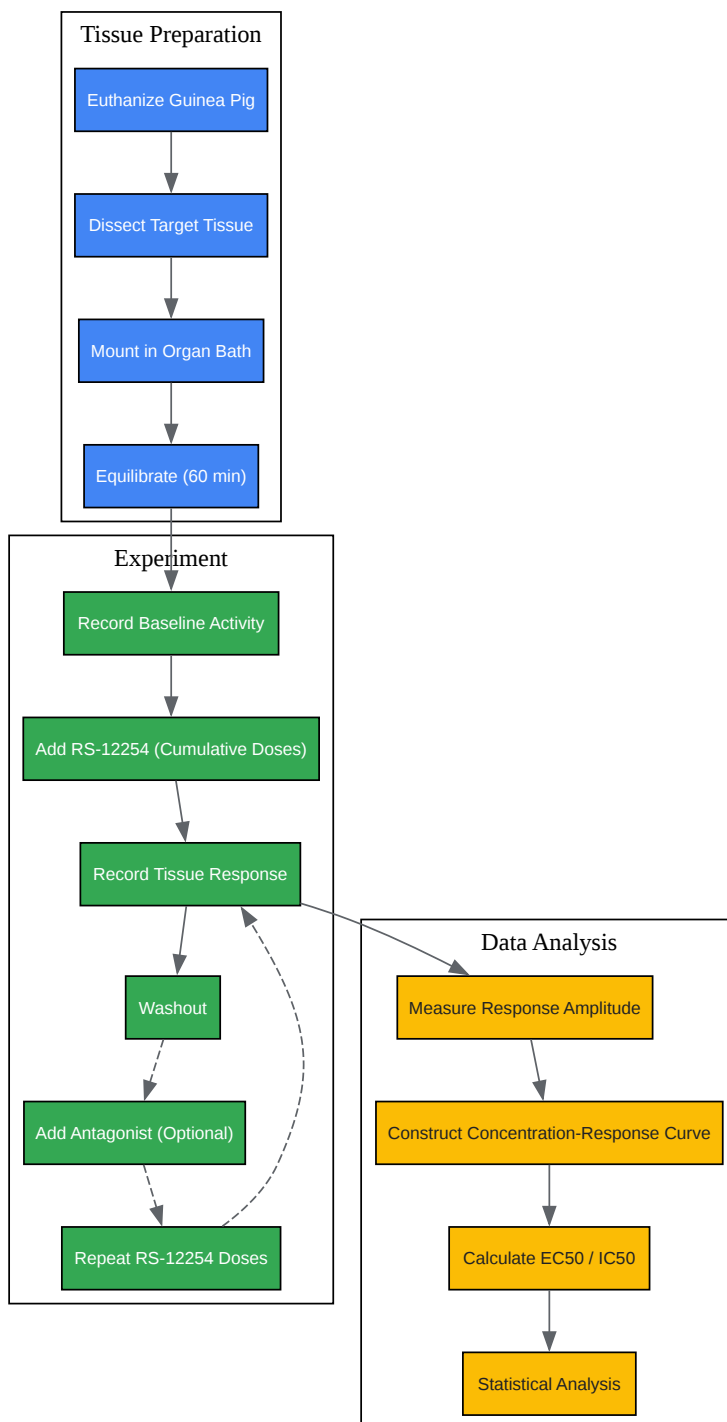 Tissue Preparation
Euthanize Guinea Pig
Dissect Target Tissue
Mount in Organ Bath
Equilibrate (60 min)
Experiment
Record Baseline Activity
Add RS-12254 (Cumulative Doses)
Record Tissue Response
Washout
Add Antagonist (Optional)
Repeat RS-12254 Doses
Data Analysis
Measure Response Amplitude
Construct Concentration-Response Curve
Calculate EC50 / IC50
Statistical Analysis